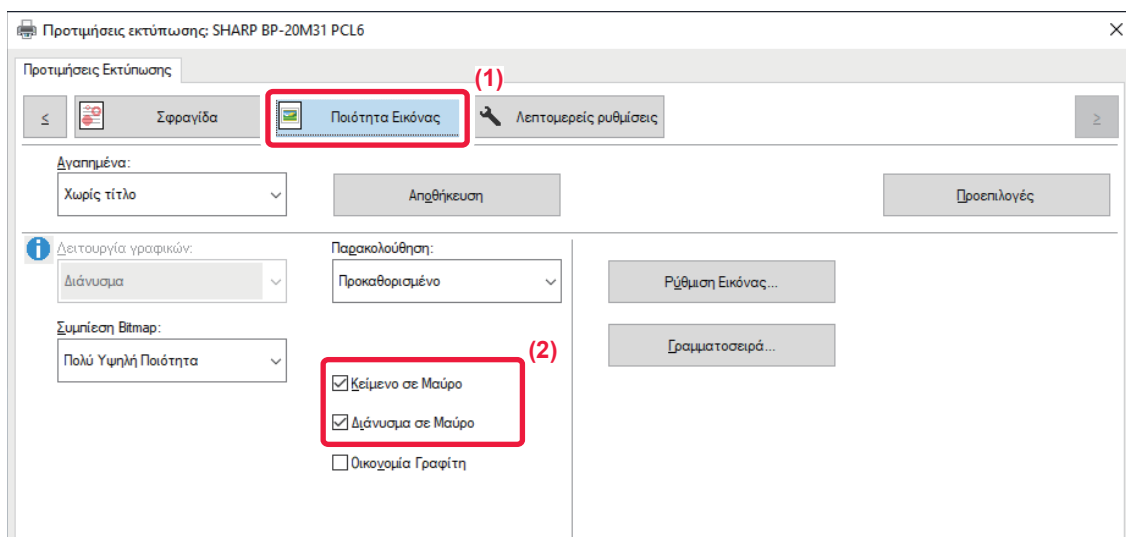 Προτιμήσεις εκτύπωσης: SHARP BP-20M31 PCL6
Προτιμήσεις Εκτύπωσης
(1)
≤ Σφραγίδα Ποιότητα Εικόνας Λεπτομερείς ρυθμίσεις ≥
Αγαπημένα:
Χωρίς τίτλο Αποθήκευση Προεπιλογές
Λειτουργία γραφικών: Παρακολούθηση:
Διάνυσμα Προκαθορισμένο Ρύθμιση Εικόνας...
Συμπίεση Bitmap: Γραμματοσειρά...
Πολύ Υψηλή Ποιότητα (2)
Κείμενο σε Μαύρο
Διάνυσμα σε Μαύρο
Οικονομία Γραφίτη